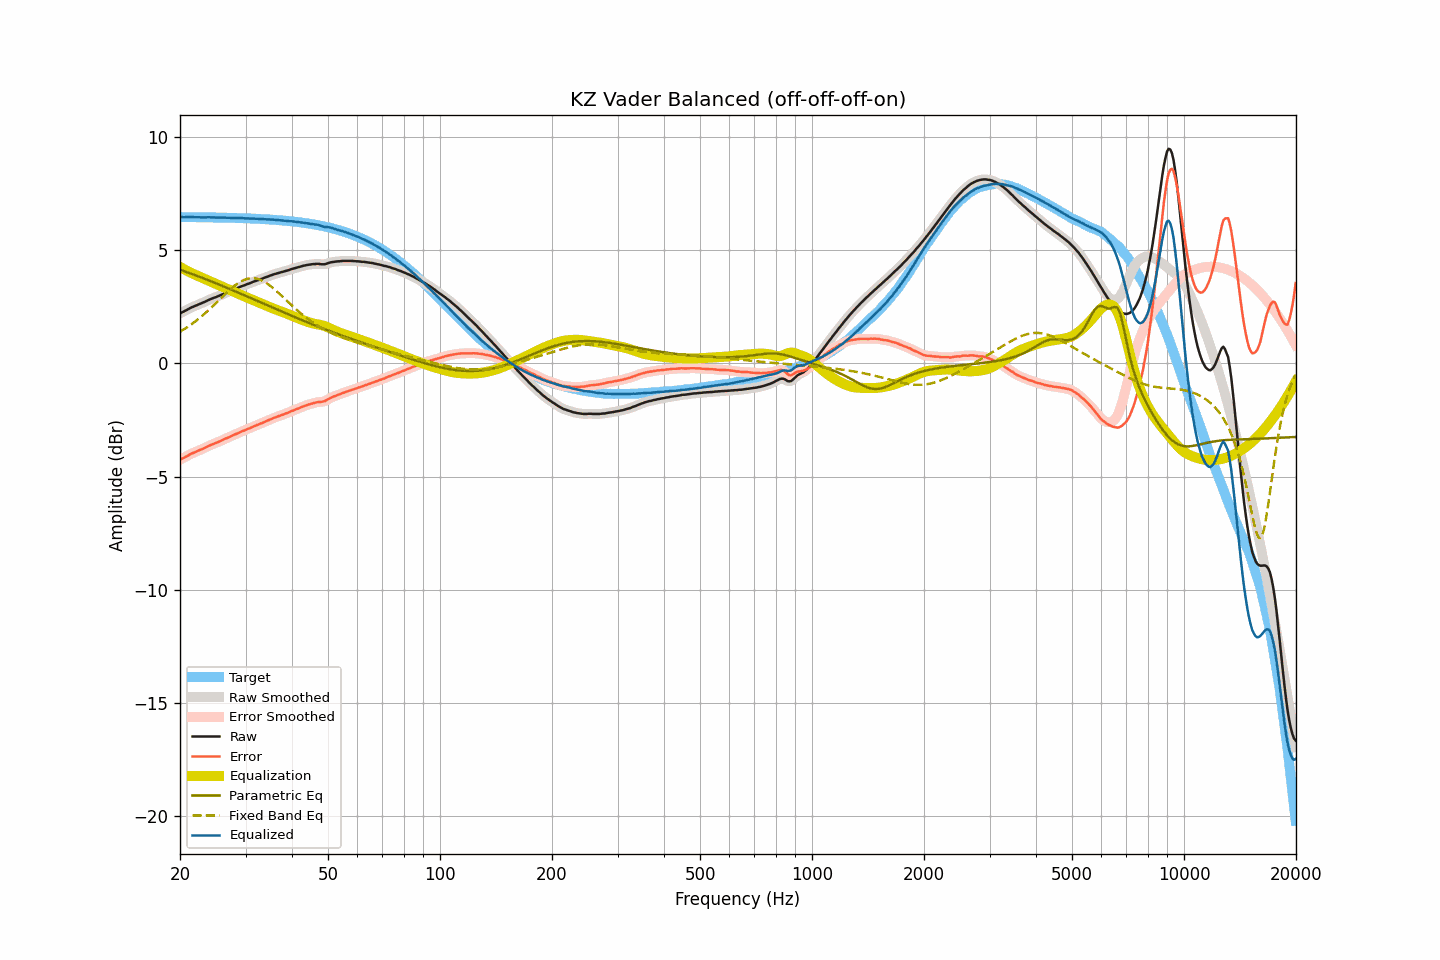 KZ Vader Balanced (off-off-off-on)
10
5
0
−5
−10
−15
−20
Amplitude (dBr)
Target
Raw Smoothed
Error Smoothed
Raw
Error
Equalization
Parametric Eq
Fixed Band Eq
Equalized
20 50 100 200 500 1000 2000 5000 10000 20000
Frequency (Hz)